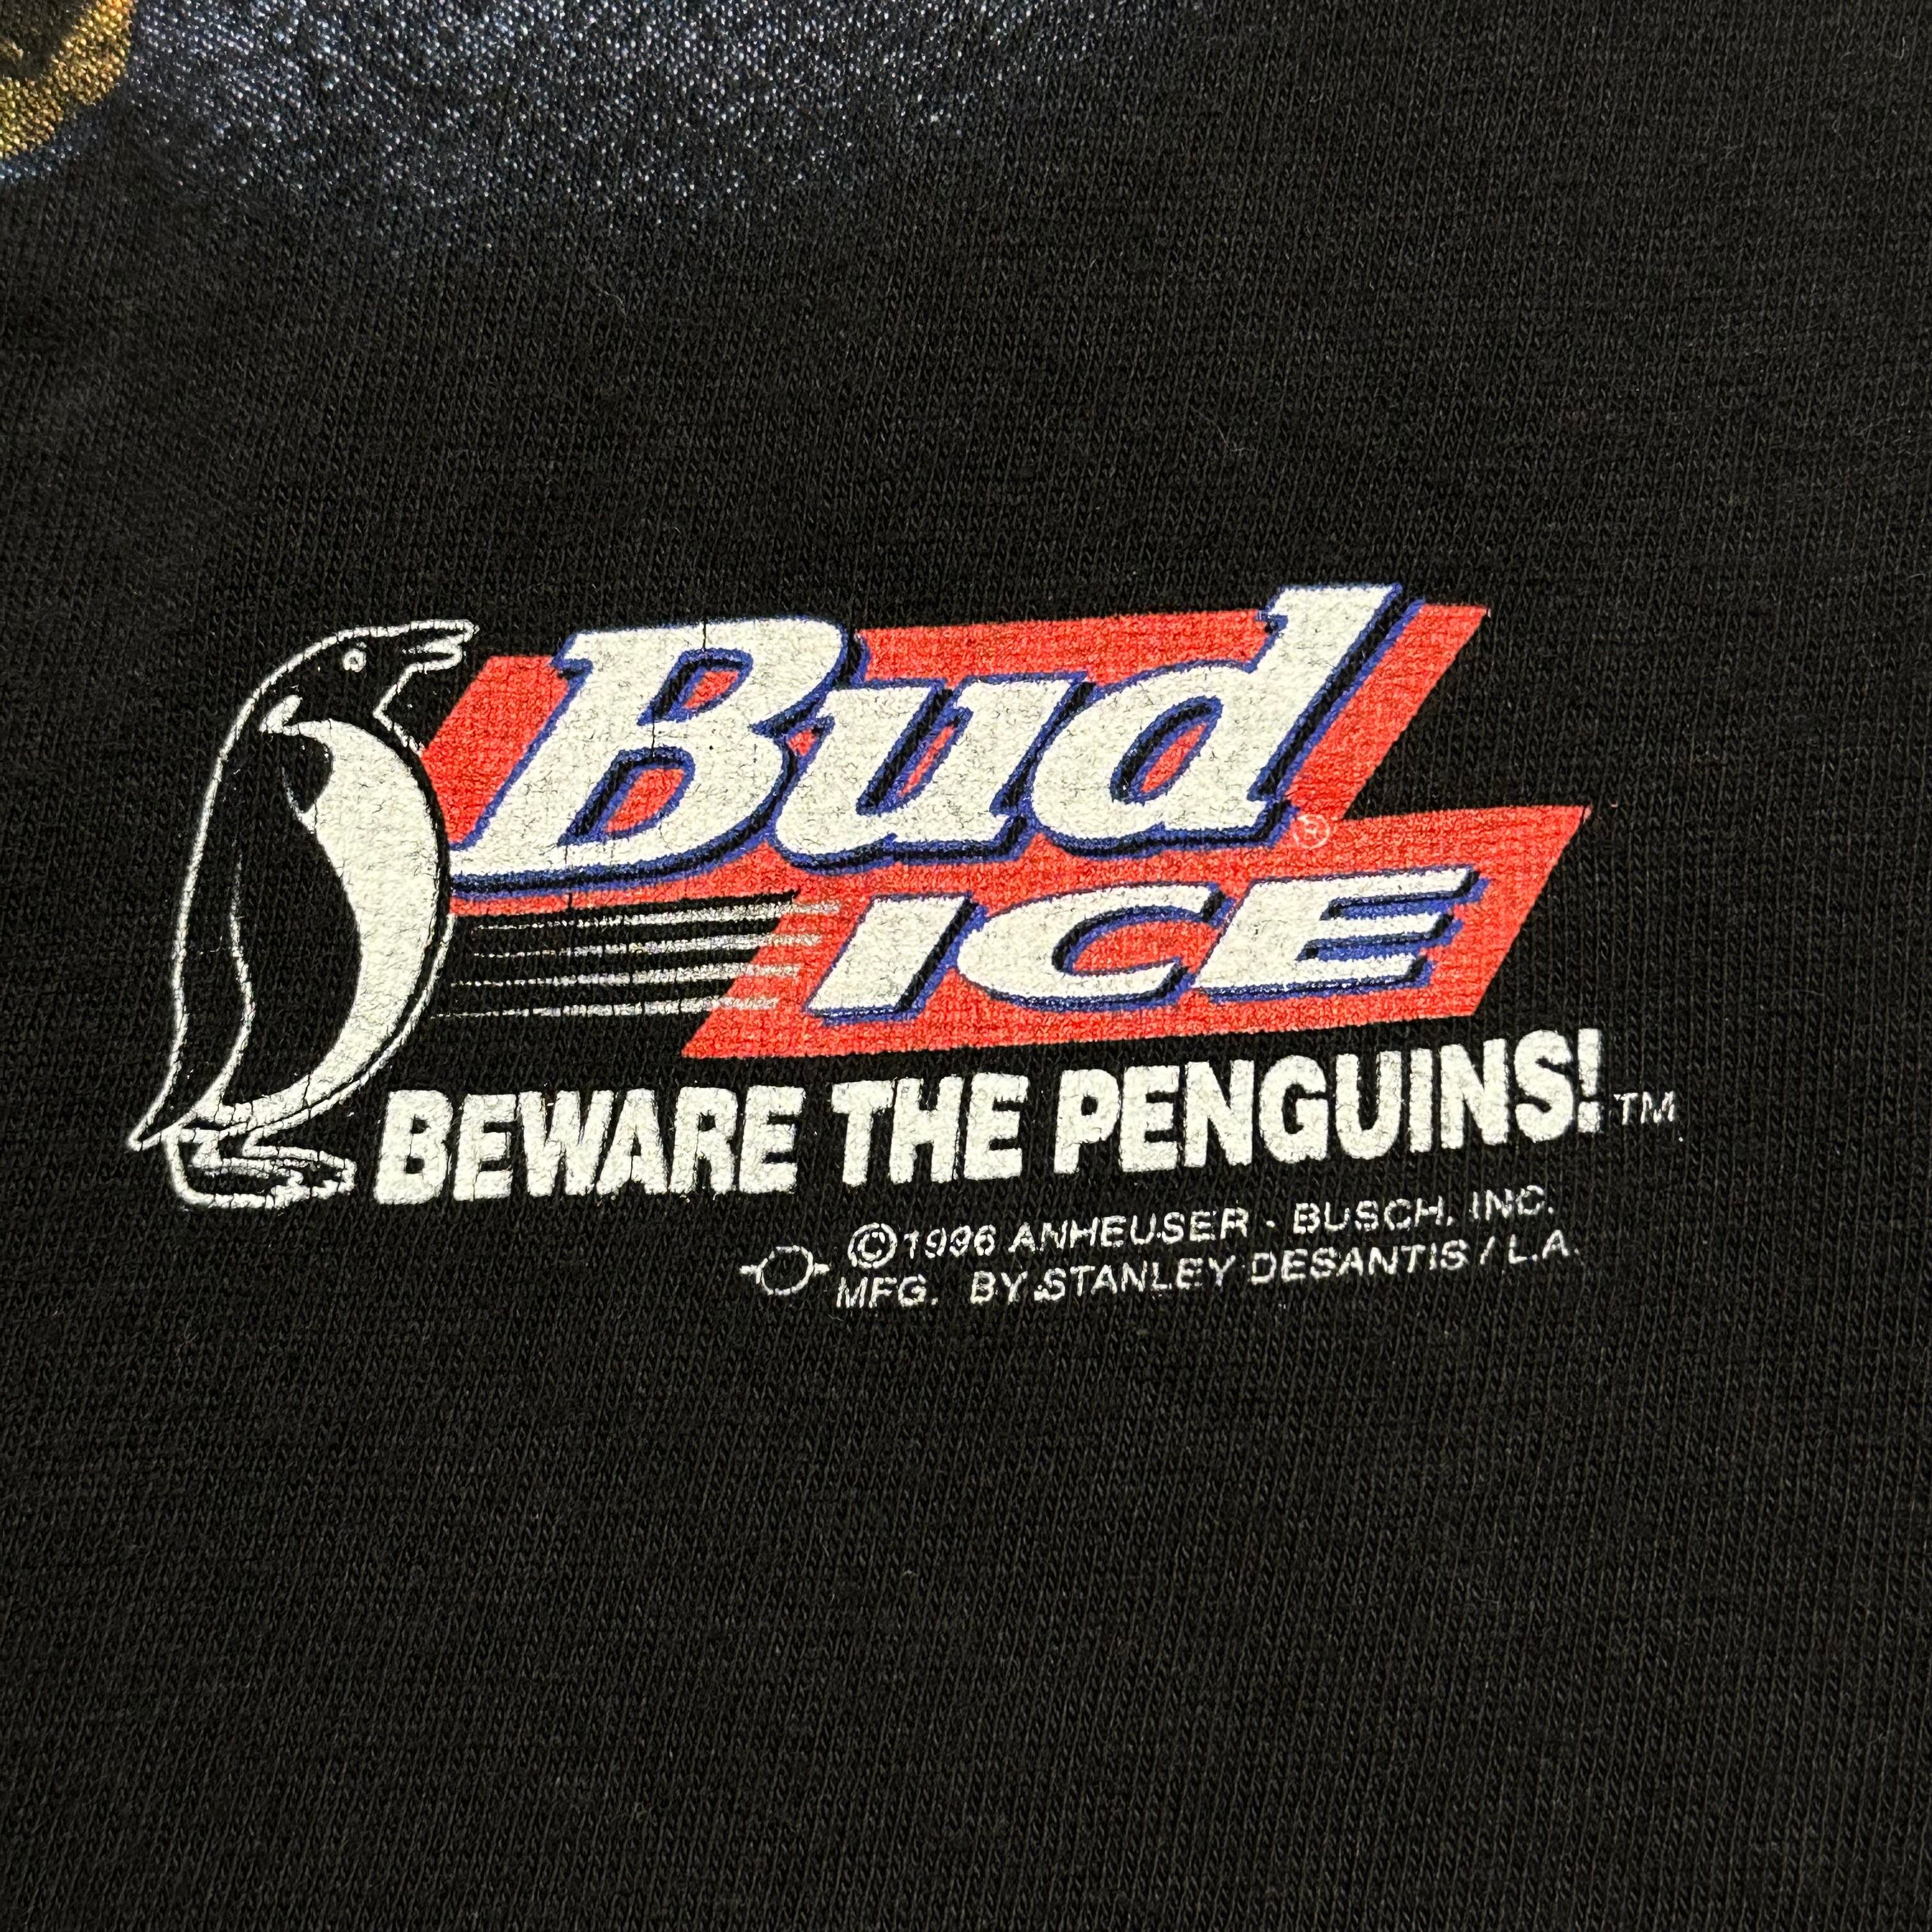 Bud ®
ICE
BEWARE THE PENGUINS! TM
©1996 ANHEUSER - BUSCH, INC.
MFG. BY STANLEY DESANTIS / L.A.